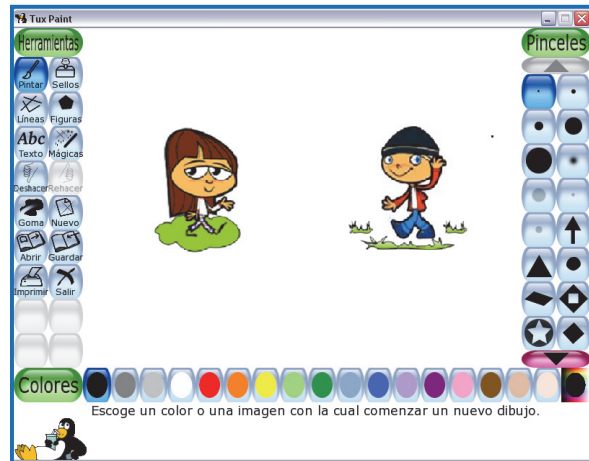 Tux Paint
Herramientas
Pinceles
Pintar Sellos
Líneas Figuras
Abc
Texto Mágicas
Deshacer Rehacer
Goma Nuevo
Abrir Guardar
Imprimir Salir
Colores
Escoge un color o una imagen con la cual comenzar un nuevo dibujo.